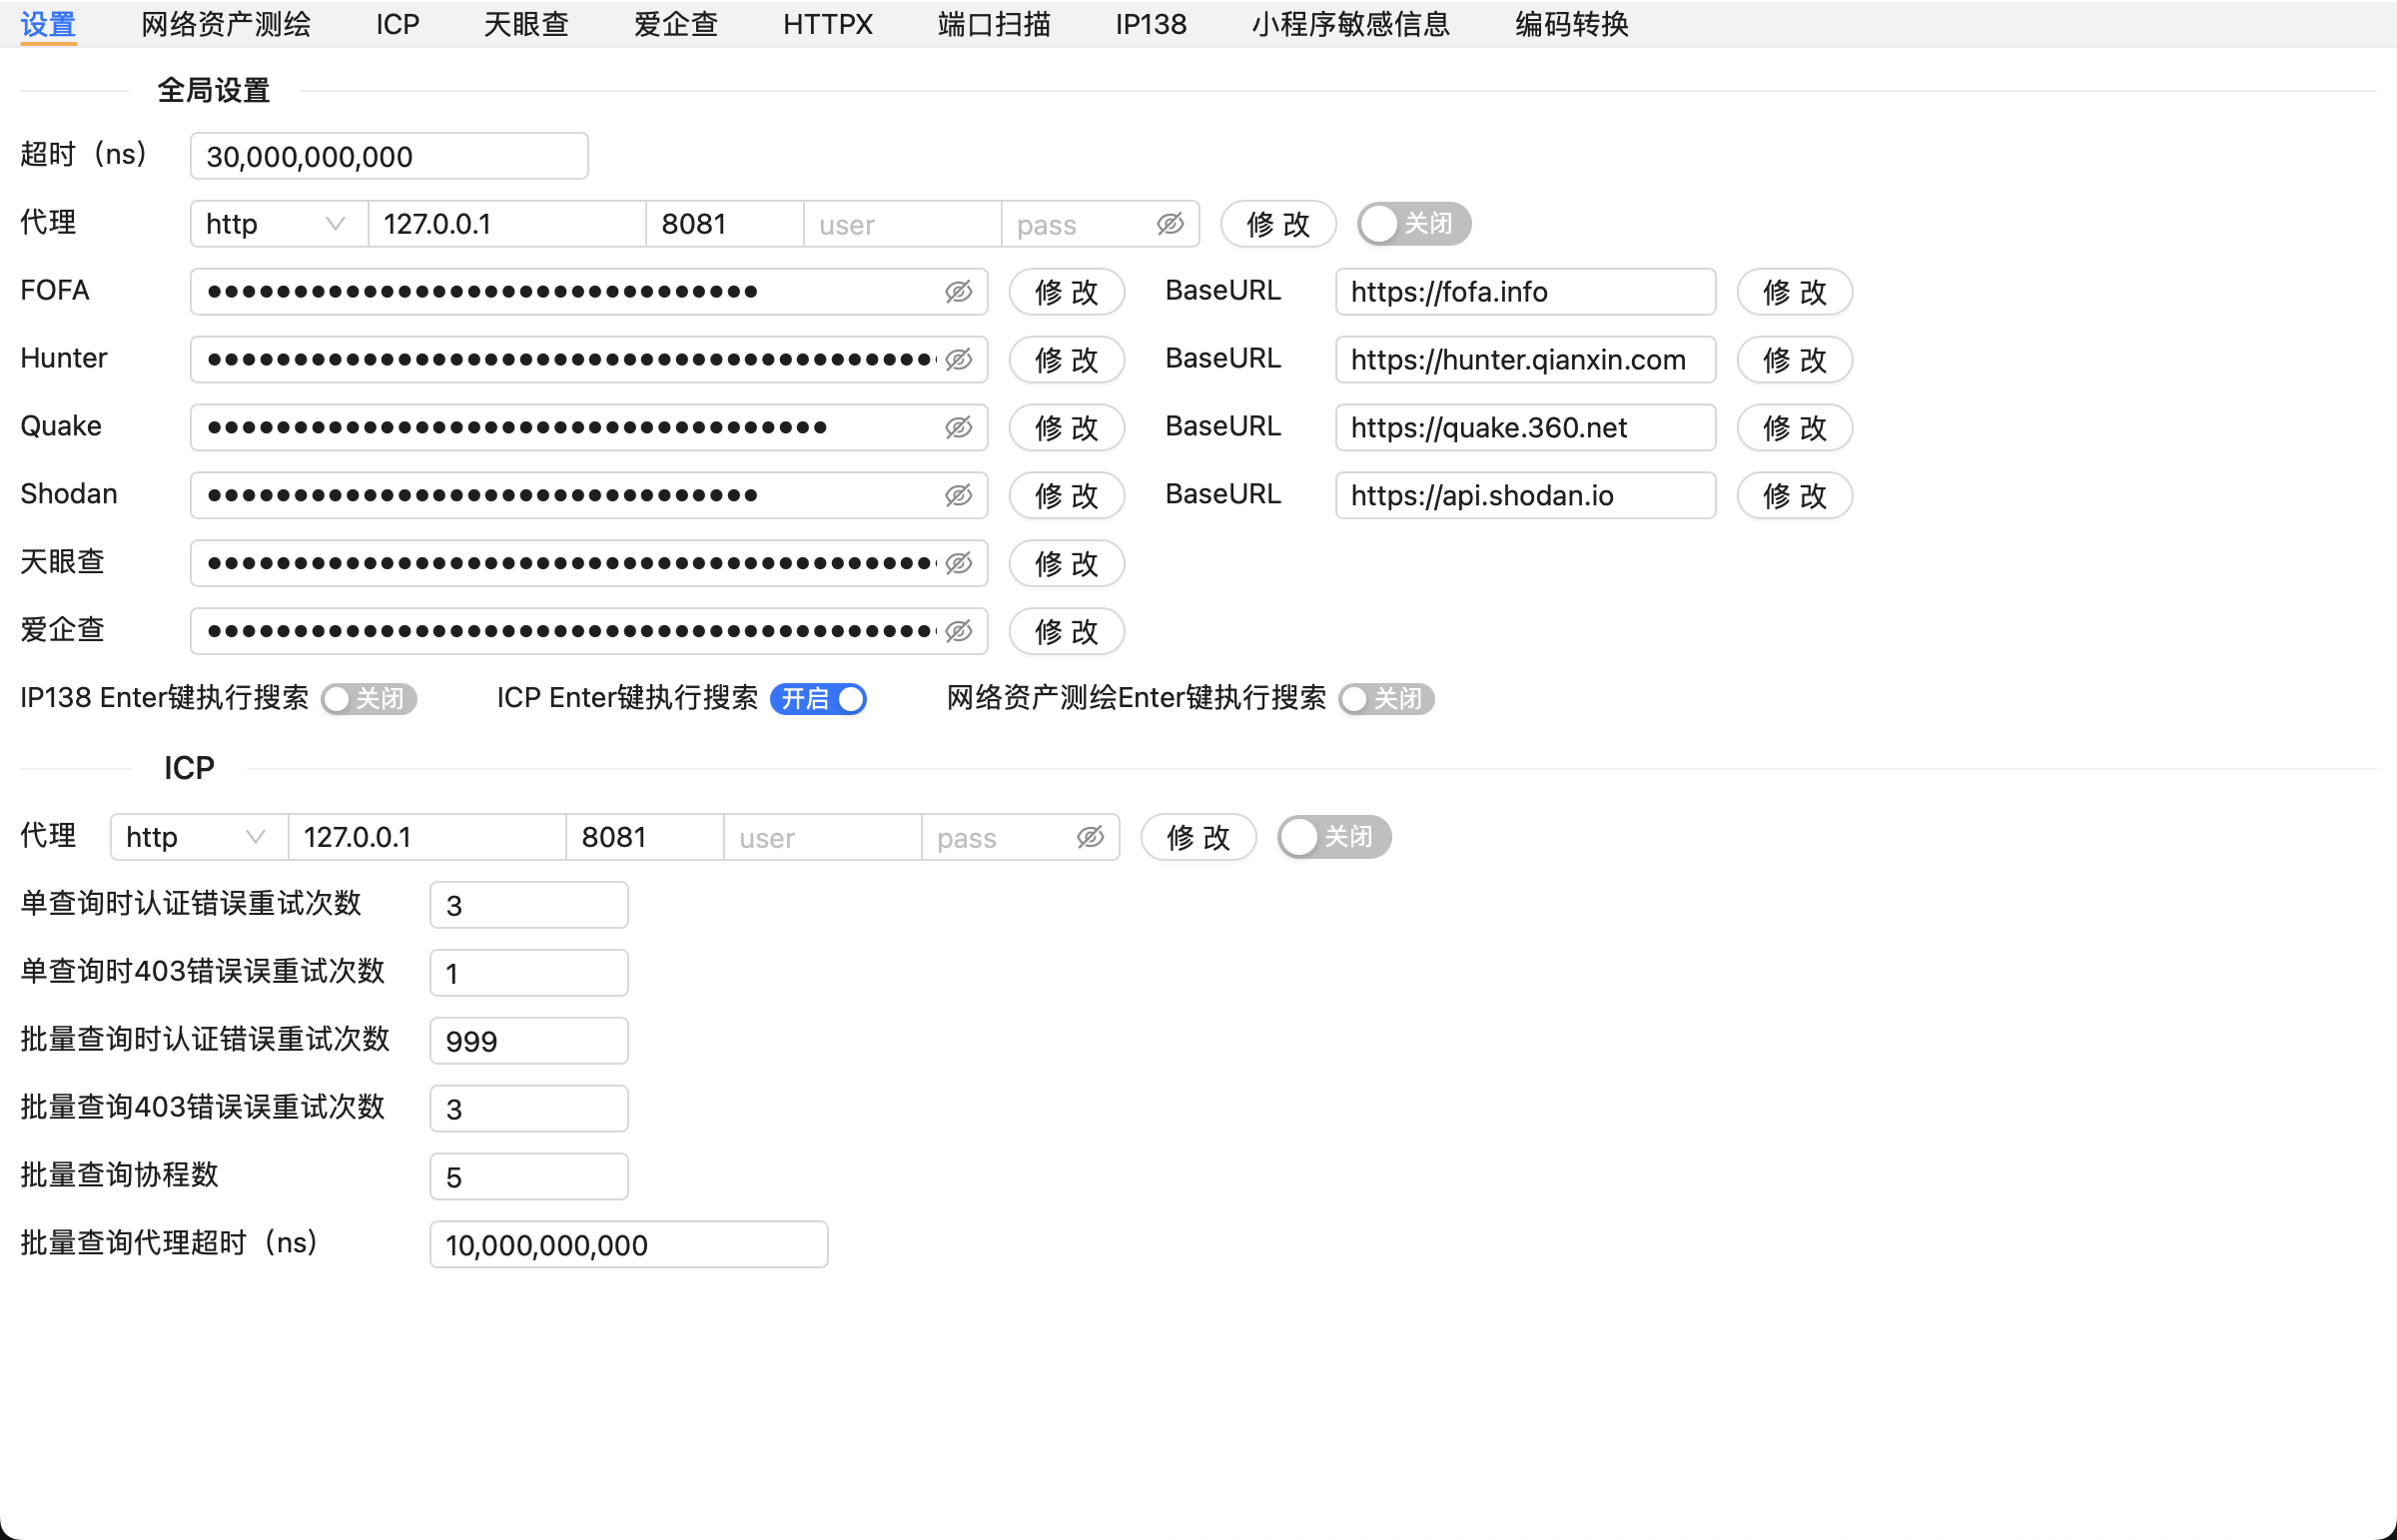 设置 网络资产测绘 ICP 天眼查 爱企查 HTTPX 端口扫描 IP138 小程序敏感信息 编码转换
全局设置
超时（ns） 30,000,000,000
代理 http 127.0.0.1 8081 user pass 修 改 关闭
FOFA •••••••••••••••••••••••••••••••• 修 改 BaseURL https://fofa.info 修 改
Hunter •••••••••••••••••••••••••••••••••••••••••• 修 改 BaseURL https://hunter.qianxin.com 修 改
Quake •••••••••••••••••••••••••••••••••••• 修 改 BaseURL https://quake.360.net 修 改
Shodan •••••••••••••••••••••••••••••••• 修 改 BaseURL https://api.shodan.io 修 改
天眼查 •••••••••••••••••••••••••••••••••••••••••• 修 改
爱企查 •••••••••••••••••••••••••••••••••••••••••• 修 改
IP138 Enter键执行搜索 关闭 ICP Enter键执行搜索 开启 网络资产测绘Enter键执行搜索 关闭
ICP
代理 http 127.0.0.1 8081 user pass 修 改 关闭
单查询时认证错误重试次数 3
单查询时403错误误重试次数 1
批量查询时认证错误重试次数 999
批量查询403错误误重试次数 3
批量查询协程数 5
批量查询代理超时（ns） 10,000,000,000